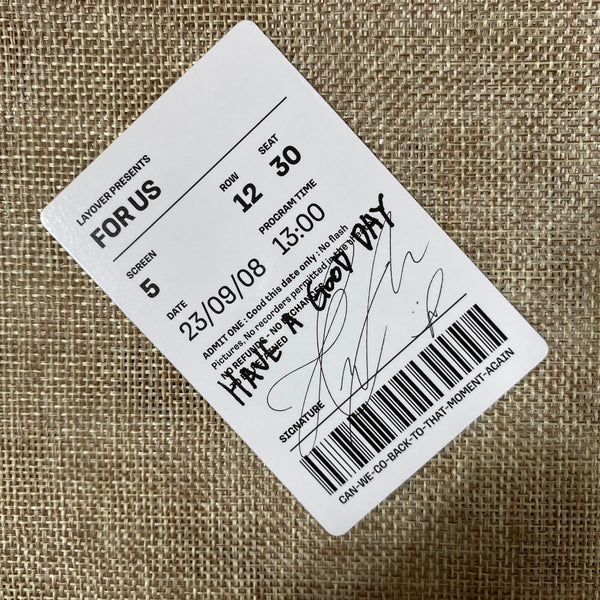 LAYOVER PRESENTS
FOR US
ROW
12
SEAT
30
SCREEN
5
DATE
23/09/08
PROGRAM TIME
13:00
ADMIT ONE : Good this date only : No flash
Pictures, No recorders permitted in the
NO REFUNDS - NO
HAVE A GOOD DAY
SIGNATURE
CAN-WE-GO-BACK-TO-THAT-MOMENT-AGAIN